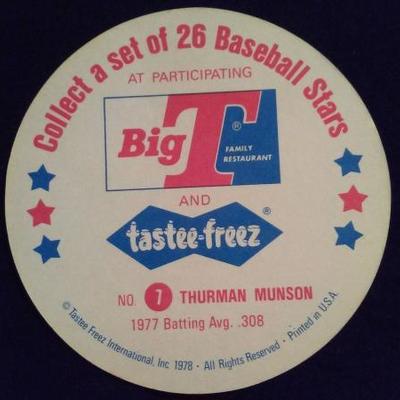 Collect a set of 26 Baseball Stars
AT PARTICIPATING
Big T®
FAMILY
RESTAURANT
AND
tastee-freez®
NO. 7 THURMAN MUNSON
1977 Batting Avg. .308
© Tastee Freez International, Inc. 1978 • All Rights Reserved • Printed in U.S.A.